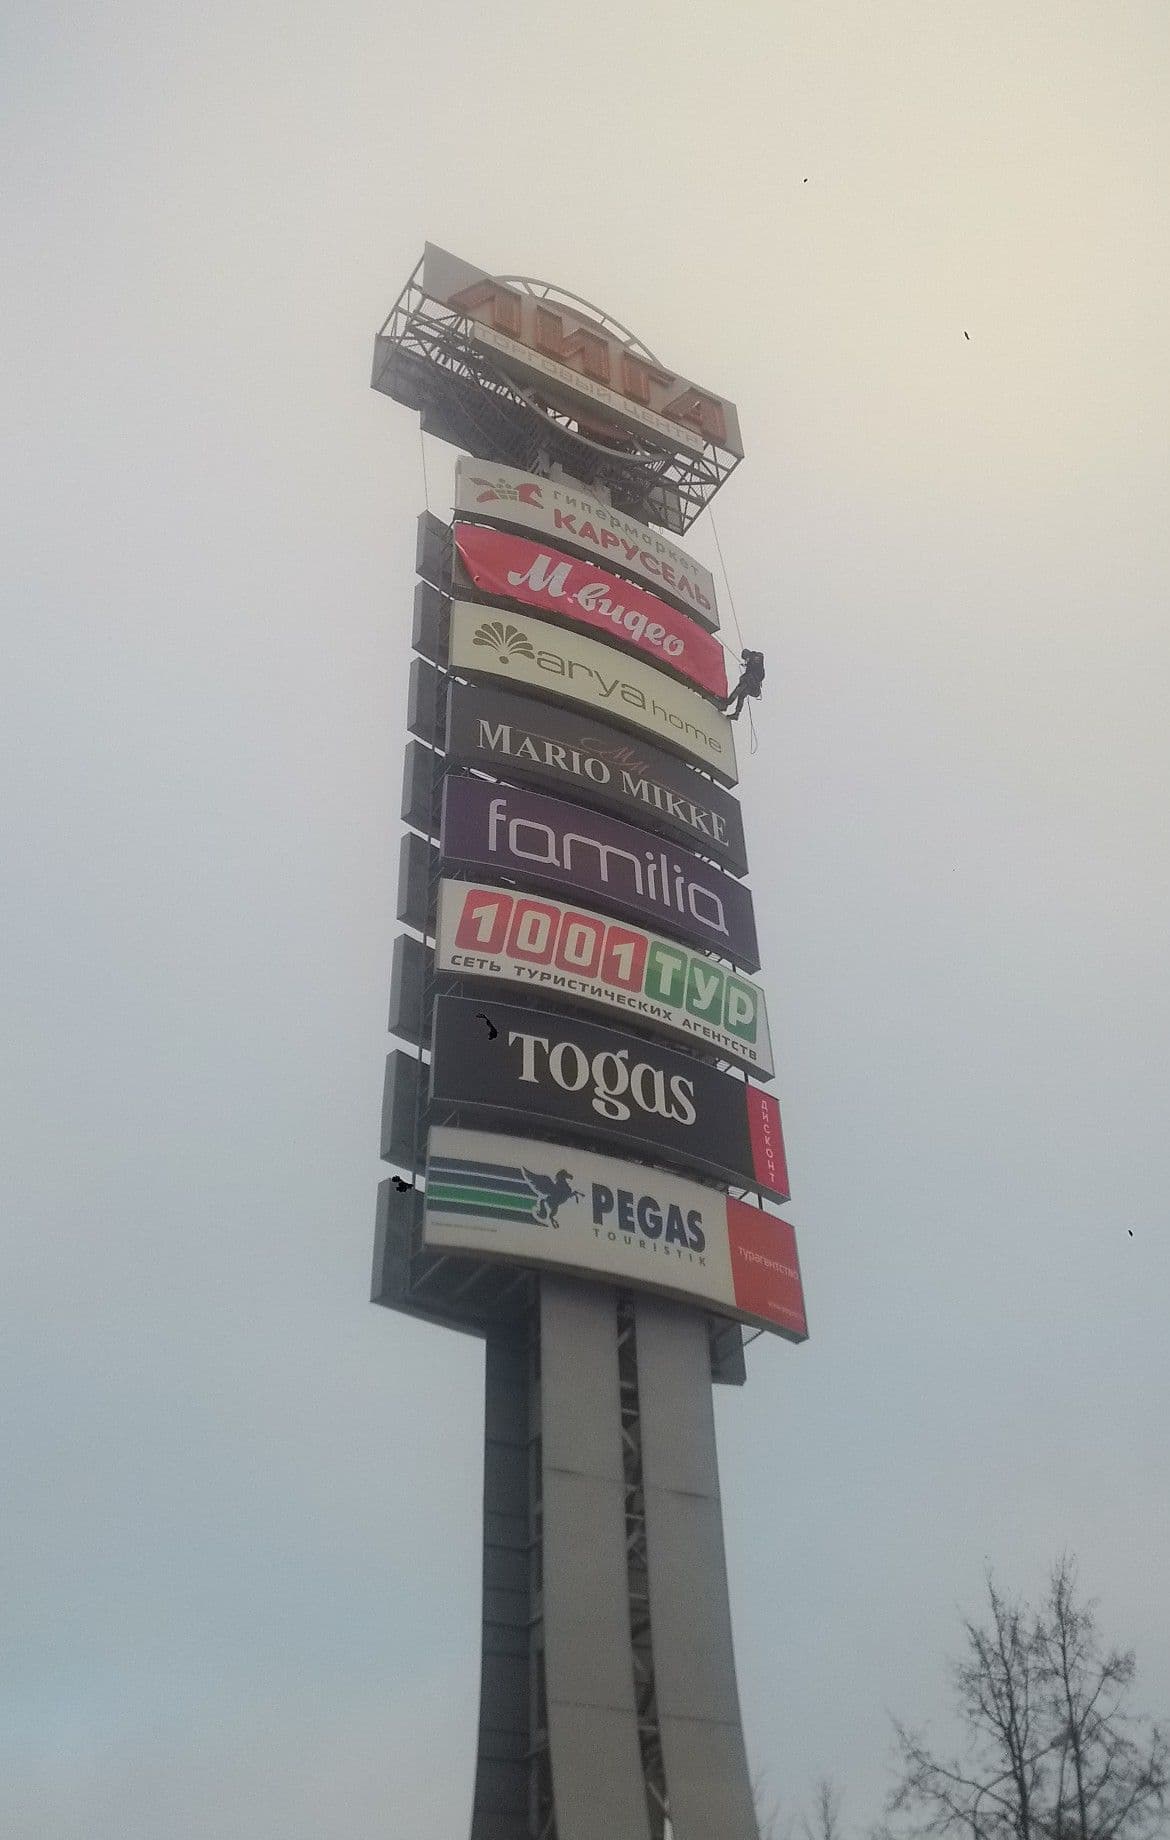 ЛИГА
ТОРГОВЫЙ ЦЕНТР
гипермаркет
КАРУСЕЛЬ
М.видео
arya home
MARIO MIKKE
familia
1001 ТУР
СЕТЬ ТУРИСТИЧЕСКИХ АГЕНТСТВ
Togas
ДИСКОНТ
PEGAS
TOURISTIK
турагентство